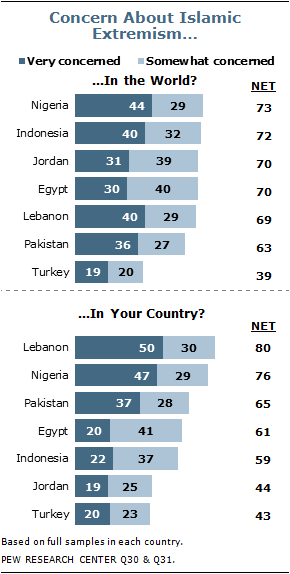 Concern About Islamic
Extremism…
Very concerned Somewhat concerned
...In the World? NET
Nigeria 44 29 73
Indonesia 40 32 72
Jordan 31 39 70
Egypt 30 40 70
Lebanon 40 29 69
Pakistan 36 27 63
Turkey 19 20 39
...In Your Country? NET
Lebanon 50 30 80
Nigeria 47 29 76
Pakistan 37 28 65
Egypt 20 41 61
Indonesia 22 37 59
Jordan 19 25 44
Turkey 20 23 43
Based on full samples in each country.
PEW RESEARCH CENTER Q30 & Q31.